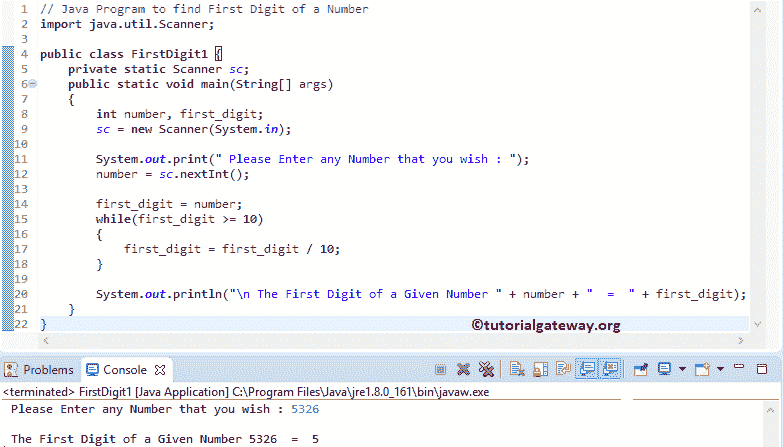 1 // Java Program to find First Digit of a Number
2 import java.util.Scanner;
3
4 public class FirstDigit1 {
5     private static Scanner sc;
6     public static void main(String[] args)
7     {
8         int number, first_digit;
9         sc = new Scanner(System.in);
10
11         System.out.print(" Please Enter any Number that you wish : ");
12         number = sc.nextInt();
13
14         first_digit = number;
15         while(first_digit >= 10)
16         {
17             first_digit = first_digit / 10;
18         }
19
20         System.out.println("\n The First Digit of a Given Number " + number + "  =  " + first_digit);
21     }
22 }
©tutorialgateway.org
Problems Console
<terminated> FirstDigit1 [Java Application] C:\Program Files\Java\jre1.8.0_161\bin\javaw.exe
Please Enter any Number that you wish : 5326
The First Digit of a Given Number 5326  =  5